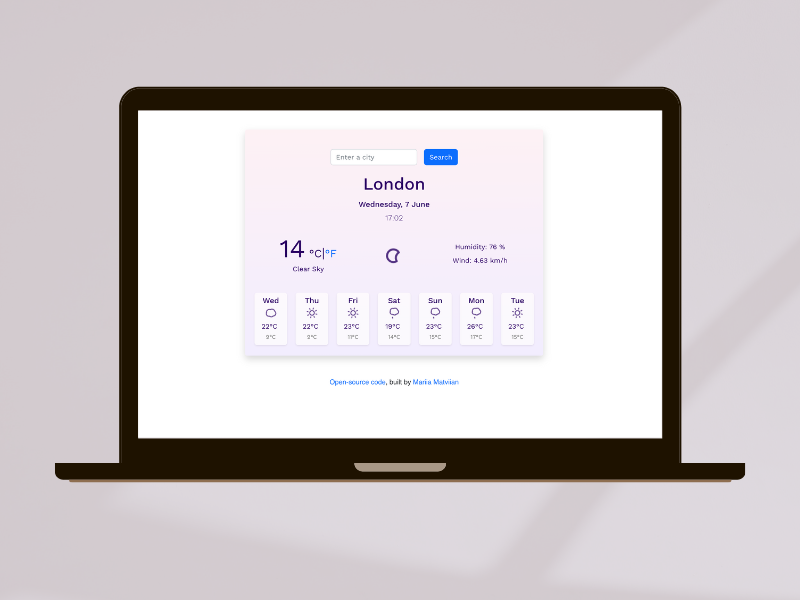 Enter a city Search
London
Wednesday, 7 June
17:02
14 °C|°F
Clear Sky
Humidity: 76 %
Wind: 4.63 km/h
Wed Thu Fri Sat Sun Mon Tue
22°C 22°C 23°C 19°C 23°C 26°C 23°C
9°C 9°C 11°C 14°C 15°C 17°C 15°C
Open-source code, built by Mariia Matviian